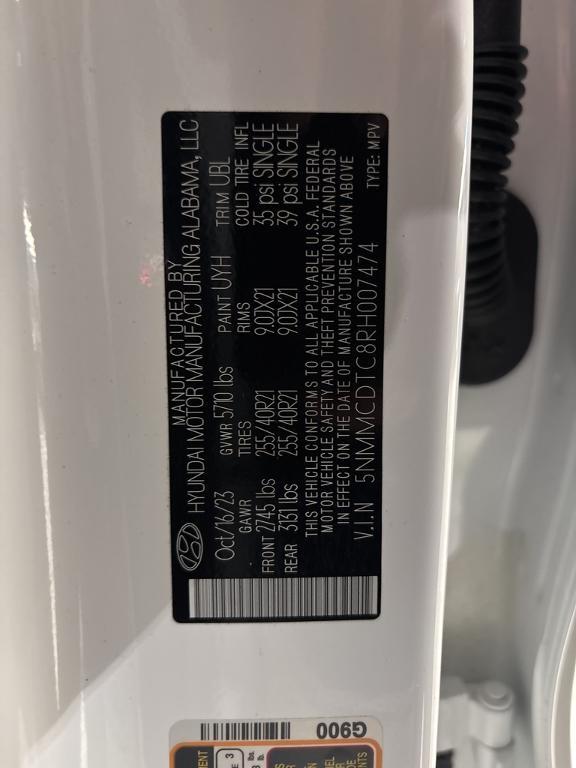 MANUFACTURED BY
HYUNDAI MOTOR MANUFACTURING ALABAMA, LLC
Oct/16/23 GVWR 5710 lbs PAINT UYH TRIM UBL
GAWR TIRES RIMS COLD TIRE INFL
FRONT 2745 lbs 255/40R21 9.0JX21 35 psi SINGLE
REAR 3131 lbs 255/40R21 9.0JX21 39 psi SINGLE
THIS VEHICLE CONFORMS TO ALL APPLICABLE U.S.A. FEDERAL
MOTOR VEHICLE SAFETY AND THEFT PREVENTION STANDARDS
IN EFFECT ON THE DATE OF MANUFACTURE SHOWN ABOVE
V.I.N 5NMMCDTC8RH007474 TYPE: MPV
G900